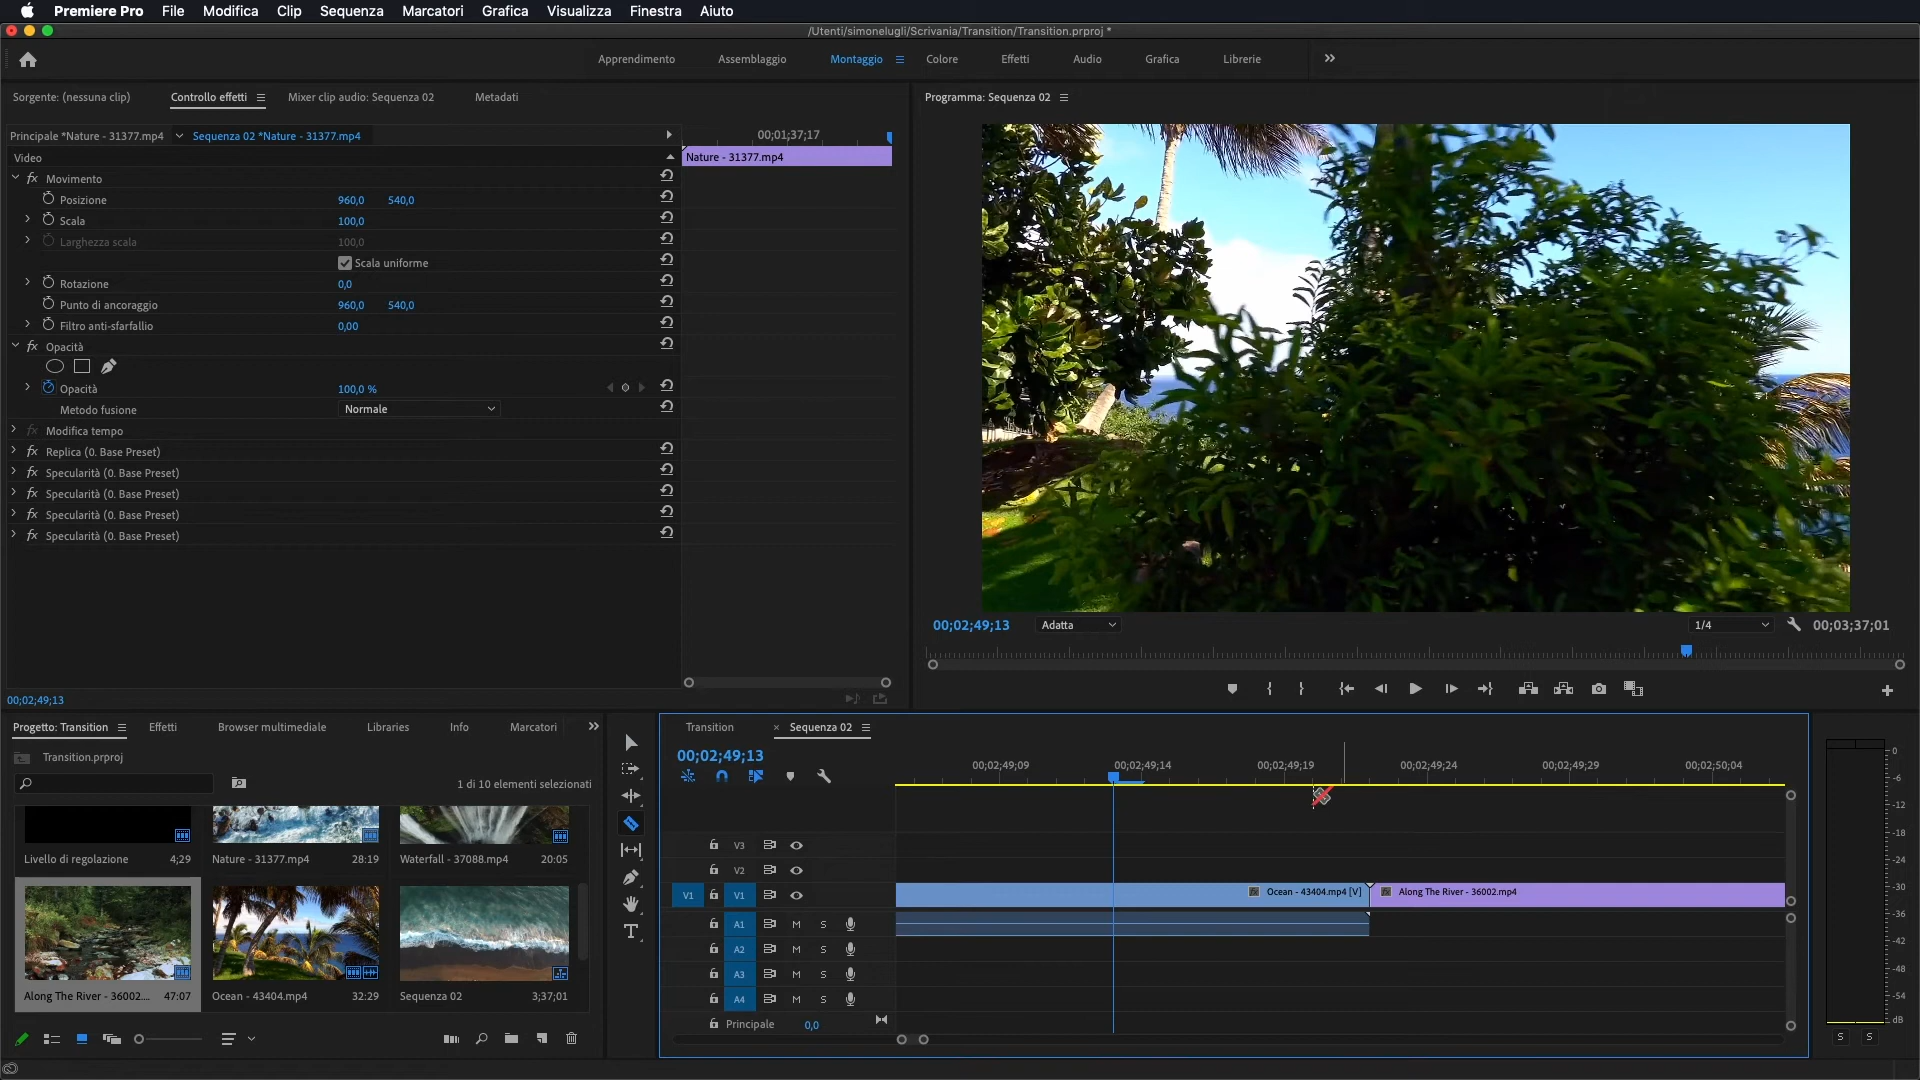 Premiere Pro File Modifica Clip Sequenza Marcatori Grafica Visualizza Finestra Aiuto
/Utenti/simonelugli/Scrivania/Transition/Transition.prproj *
Apprendimento Assemblaggio Montaggio Colore Effetti Audio Grafica Librerie
Sorgente: (nessuna clip) Controllo effetti Mixer clip audio: Sequenza 02 Metadati
Programma: Sequenza 02
Principale *Nature - 31377.mp4 Sequenza 02 *Nature - 31377.mp4
00;01;37;17
Video
Nature - 31377.mp4
fx Movimento
Posizione 960,0 540,0
Scala 100,0
Larghezza scala 100,0
Scala uniforme
Rotazione 0,0
Punto di ancoraggio 960,0 540,0
Filtro anti-sfarfallio 0,00
fx Opacità
Opacità 100,0 %
Metodo fusione Normale
fx Modifica tempo
fx Replica (0. Base Preset)
fx Specularità (0. Base Preset)
fx Specularità (0. Base Preset)
fx Specularità (0. Base Preset)
fx Specularità (0. Base Preset)
00;02;49;13
00;02;49;13 Adatta 1/4 00;03;37;01
Progetto: Transition Effetti Browser multimediale Libraries Info Marcatori
Transition.prproj
1 di 10 elementi selezionati
Livello di regolazione 4;29
Nature - 31377.mp4 28:19
Waterfall - 37088.mp4 20:05
Along The River - 36002.... 47:07
Ocean - 43404.mp4 32:29
Sequenza 02 3;37;01
Transition × Sequenza 02
00;02;49;13
00;02;49;09 00;02;49;14 00;02;49;19 00;02;49;24 00;02;49;29 00;02;50;04
V3
V2
V1 V1
fx Ocean - 43404.mp4 [V] fx Along The River - 36002.mp4
A1 M S
A2 M S
A3 M S
A4 M S
Principale 0,0
0
-6
-12
-18
-24
-30
-36
-42
-48
-54
dB
S S